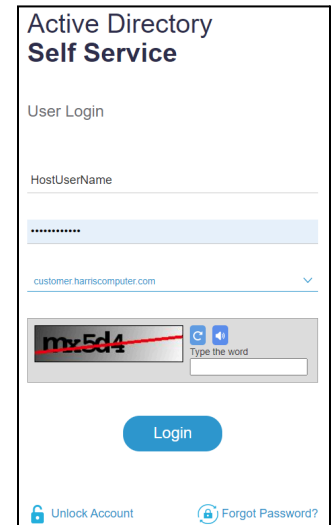 Active Directory
Self Service
User Login
HostUserName
••••••••••••
customer.harriscomputer.com
mx5d4
Type the word
Login
Unlock Account
Forgot Password?